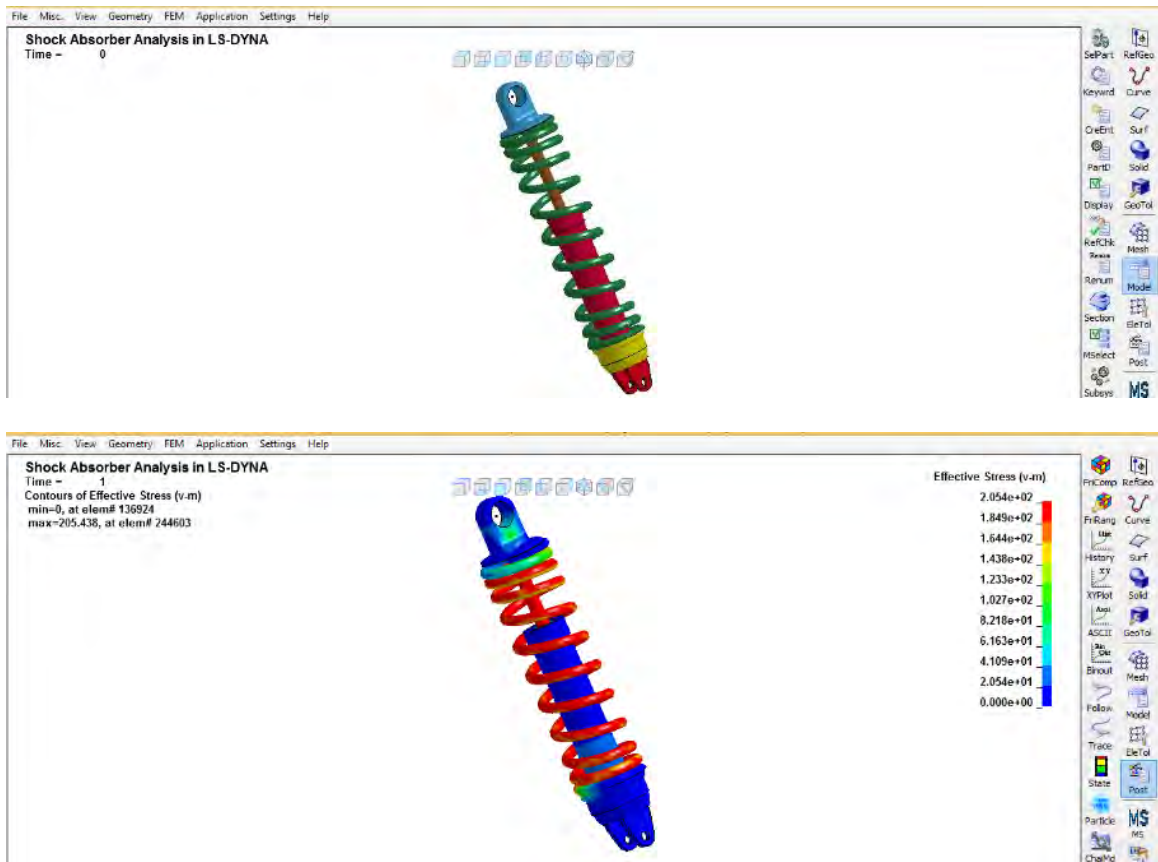 File Misc. View Geometry FEM Application Settings Help
Shock Absorber Analysis in LS-DYNA
Time = 0
SelPart RefGeo
Keywrd Curve
CreEnt Surf
PartD Solid
Display GeoTol
RefChk Mesh
Renum Model
Section EleTol
MSelect Post
Subsys MS
File Misc. View Geometry FEM Application Settings Help
Shock Absorber Analysis in LS-DYNA
Time = 1
Contours of Effective Stress (v-m)
min=0, at elem# 136924
max=205.438, at elem# 244603
Effective Stress (v-m)
2.054e+02
1.849e+02
1.644e+02
1.438e+02
1.233e+02
1.027e+02
8.218e+01
6.163e+01
4.109e+01
2.054e+01
0.000e+00
FriComp RefGeo
FriRang Curve
History Surf
XY
XYPlot Solid
ASCII GeoTol
Binout Mesh
Follow Model
Trace EleTol
State Post
Particle MS
MS
ChaiMd